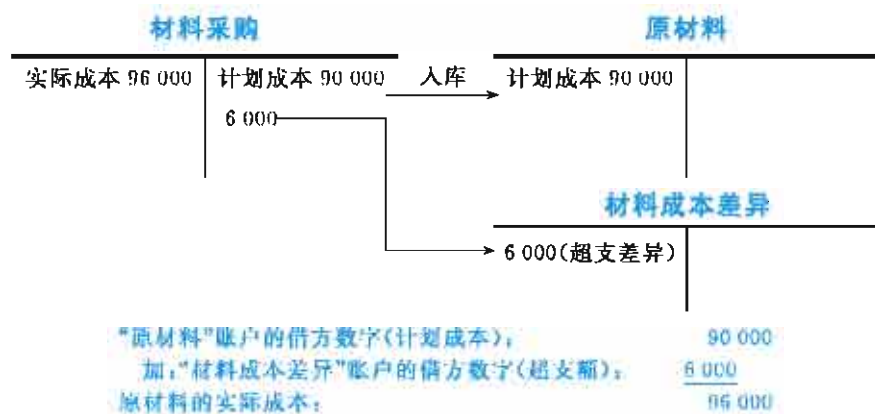 材料采购 原材料
实际成本 96 000 计划成本 90 000 入库 计划成本 90 000
6 000
材料成本差异
6 000(超支差异)
“原材料”账户的借方数字(计划成本): 90 000
加:“材料成本差异”账户的借方数字(超支额): 6 000
原材料的实际成本: 96 000